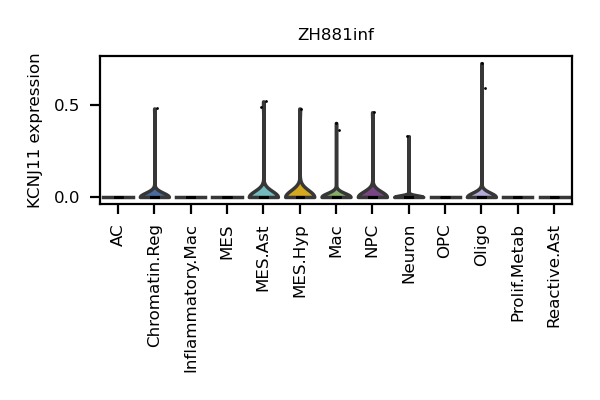 ZH881inf
KCNJ11 expression
0.5
0.0
AC
Chromatin.Reg
Inflammatory.Mac
MES
MES.Ast
MES.Hyp
Mac
NPC
Neuron
OPC
Oligo
Prolif.Metab
Reactive.Ast